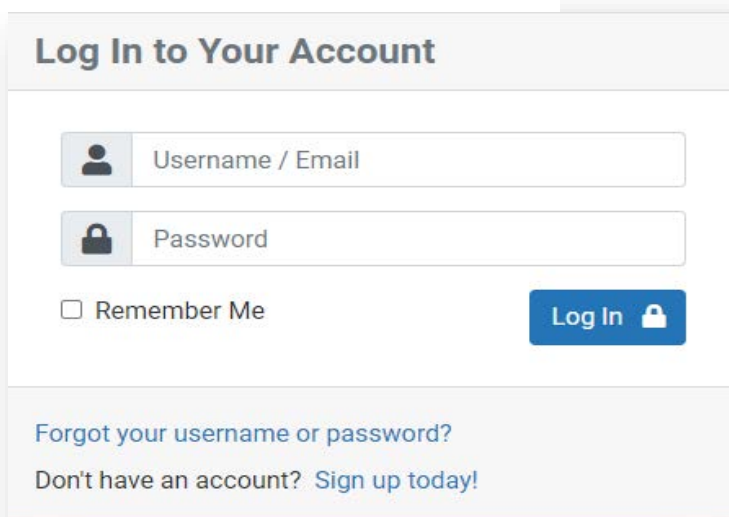 Log In to Your Account
Username / Email
Password
Remember Me
Log In
Forgot your username or password?
Don't have an account? Sign up today!